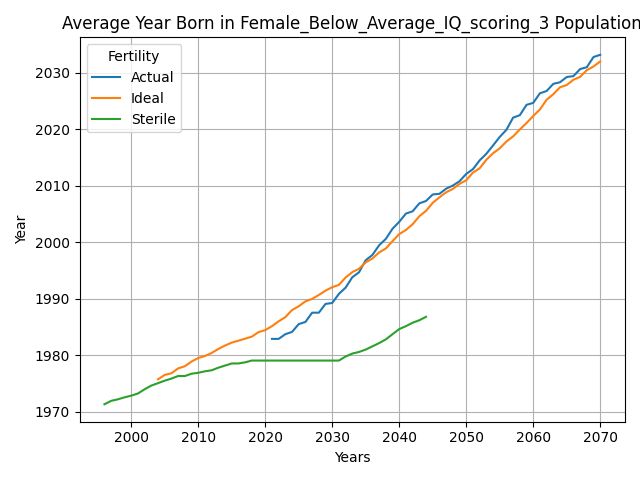 Average Year Born in Female_Below_Average_IQ_scoring_3 Population
Fertility
Actual
Ideal
Sterile
Year
2030
2020
2010
2000
1990
1980
1970
2000 2010 2020 2030 2040 2050 2060 2070
Years